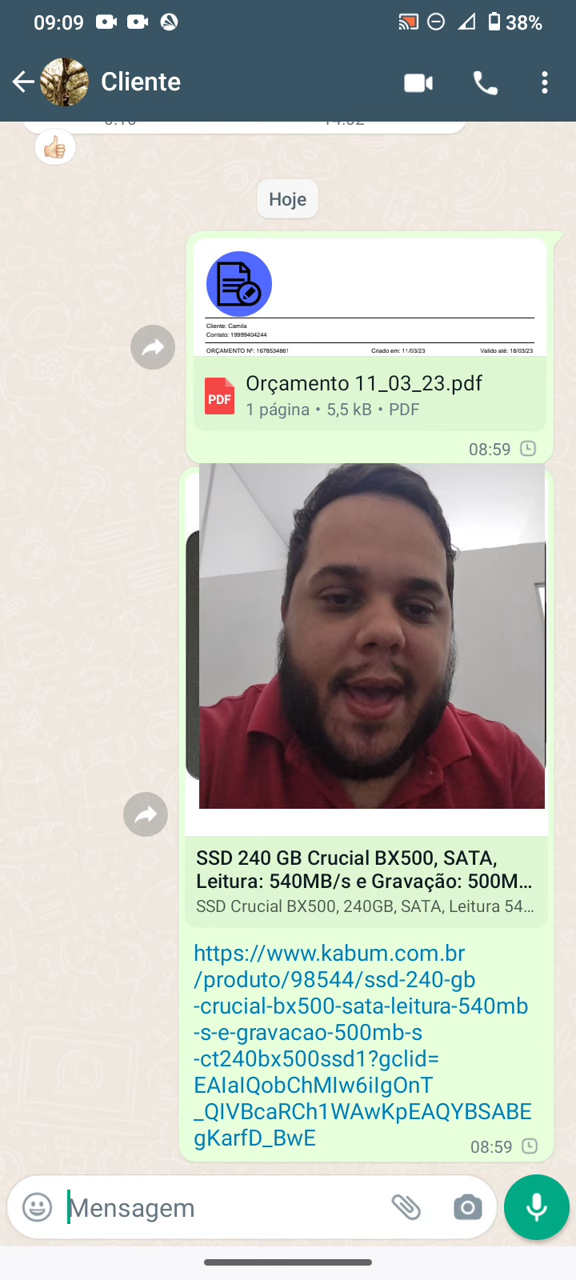 09:09
38%
Cliente
Hoje
Cliente: Camila
Contato: 19999404244
ORÇAMENTO Nº: 1678534861 Criado em: 11/03/23 Valido até: 18/03/23
PDF
Orçamento 11_03_23.pdf
1 página • 5,5 kB • PDF
08:59
SSD 240 GB Crucial BX500, SATA,
Leitura: 540MB/s e Gravação: 500M...
SSD Crucial BX500, 240GB, SATA, Leitura 54...
https://www.kabum.com.br
/produto/98544/ssd-240-gb
-crucial-bx500-sata-leitura-540mb
-s-e-gravacao-500mb-s
-ct240bx500ssd1?gclid=
EAIaIQobChMIw6iIgOnT
_QIVBcaRCh1WAwKpEAQYBSABE
gKarfD_BwE
08:59
Mensagem